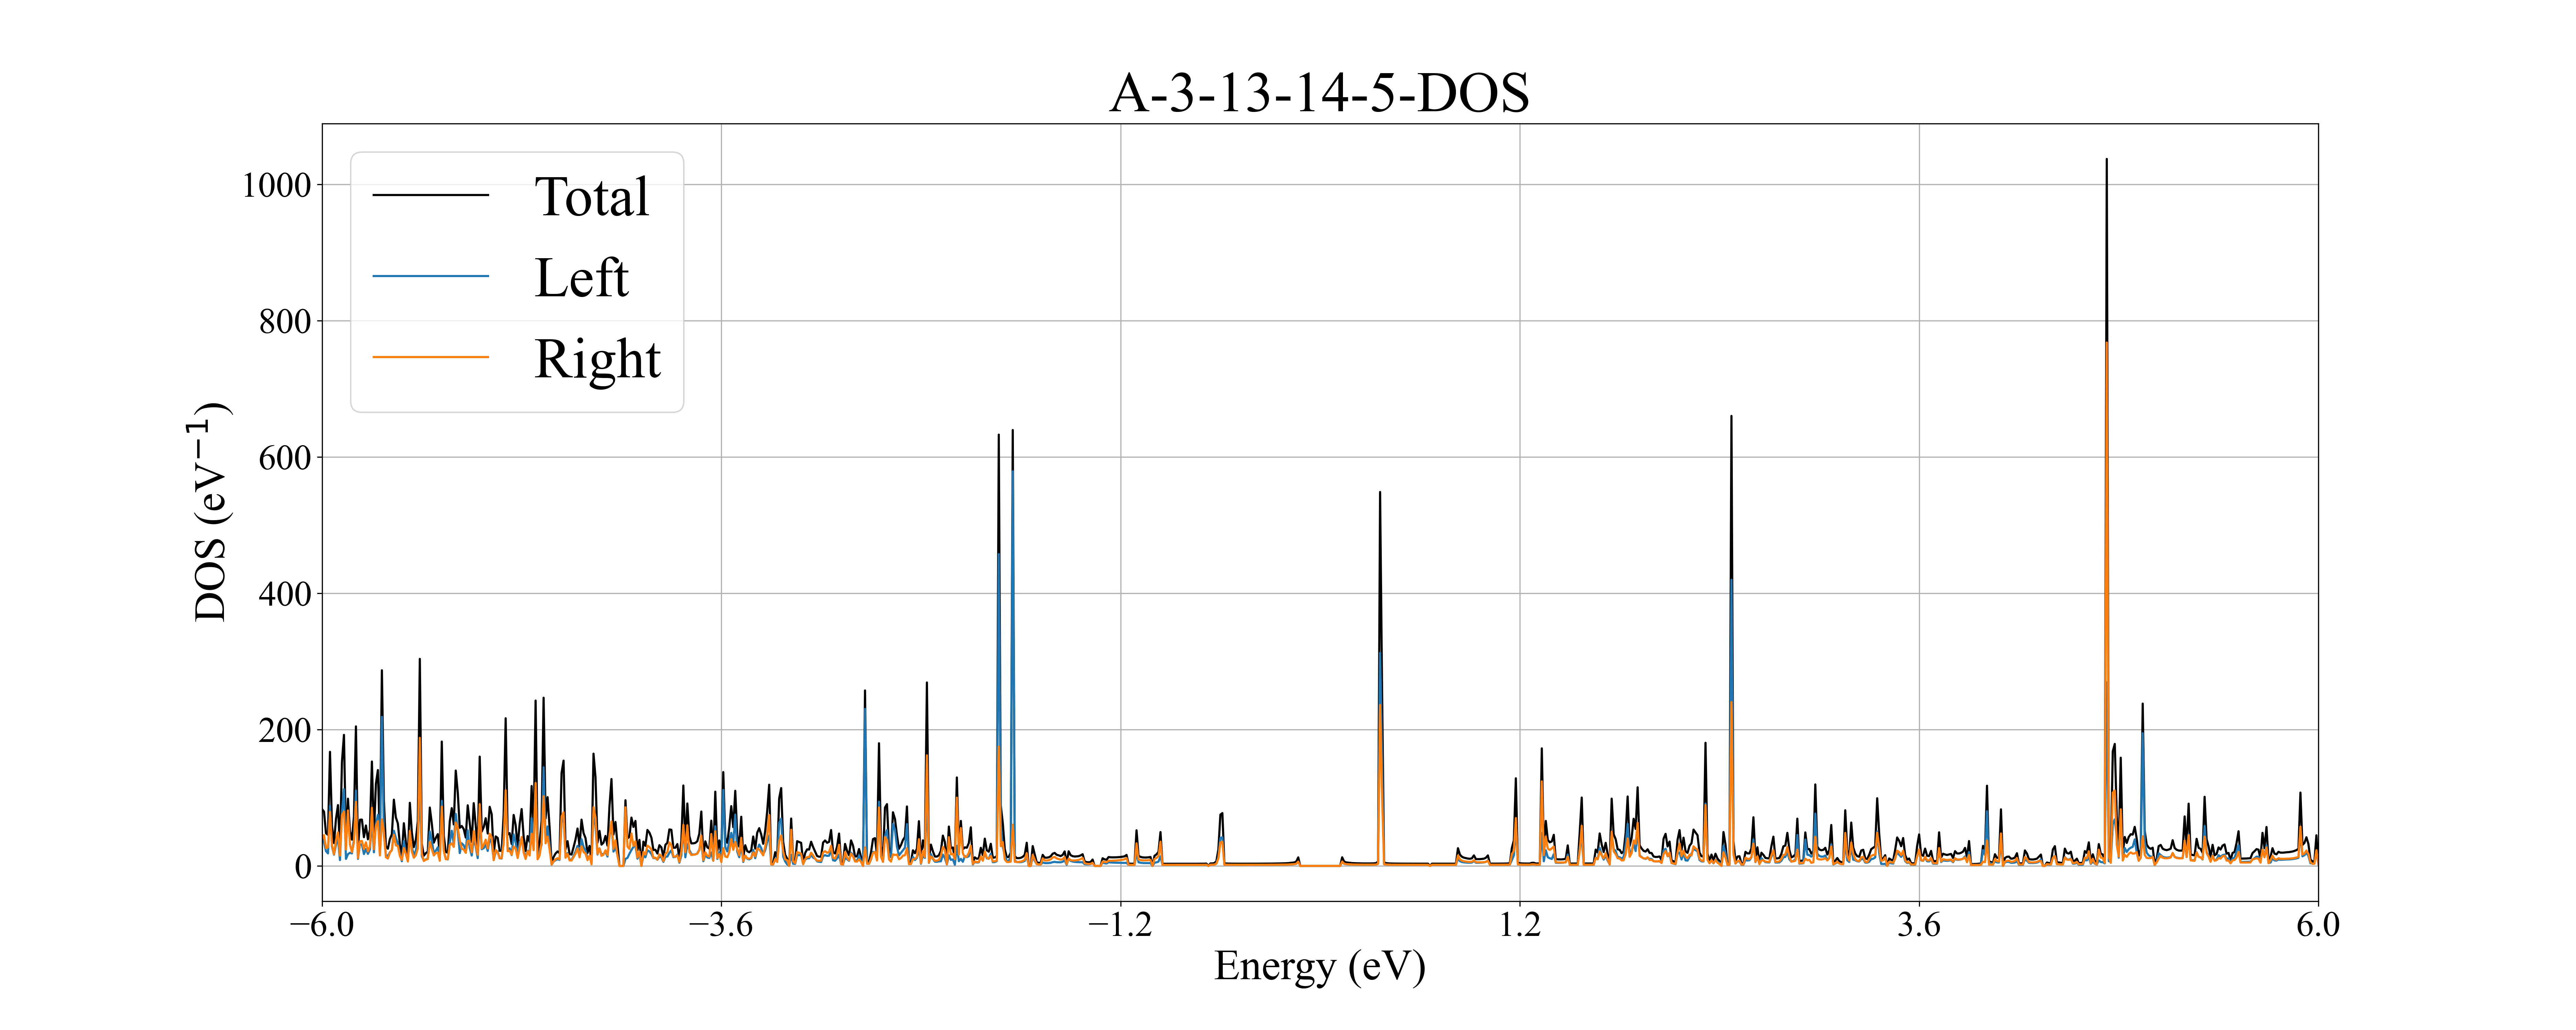 A-3-13-14-5-DOS
Total
Left
Right
DOS (eV⁻¹)
1000
800
600
400
200
0
−6.0 −3.6 −1.2 1.2 3.6 6.0
Energy (eV)